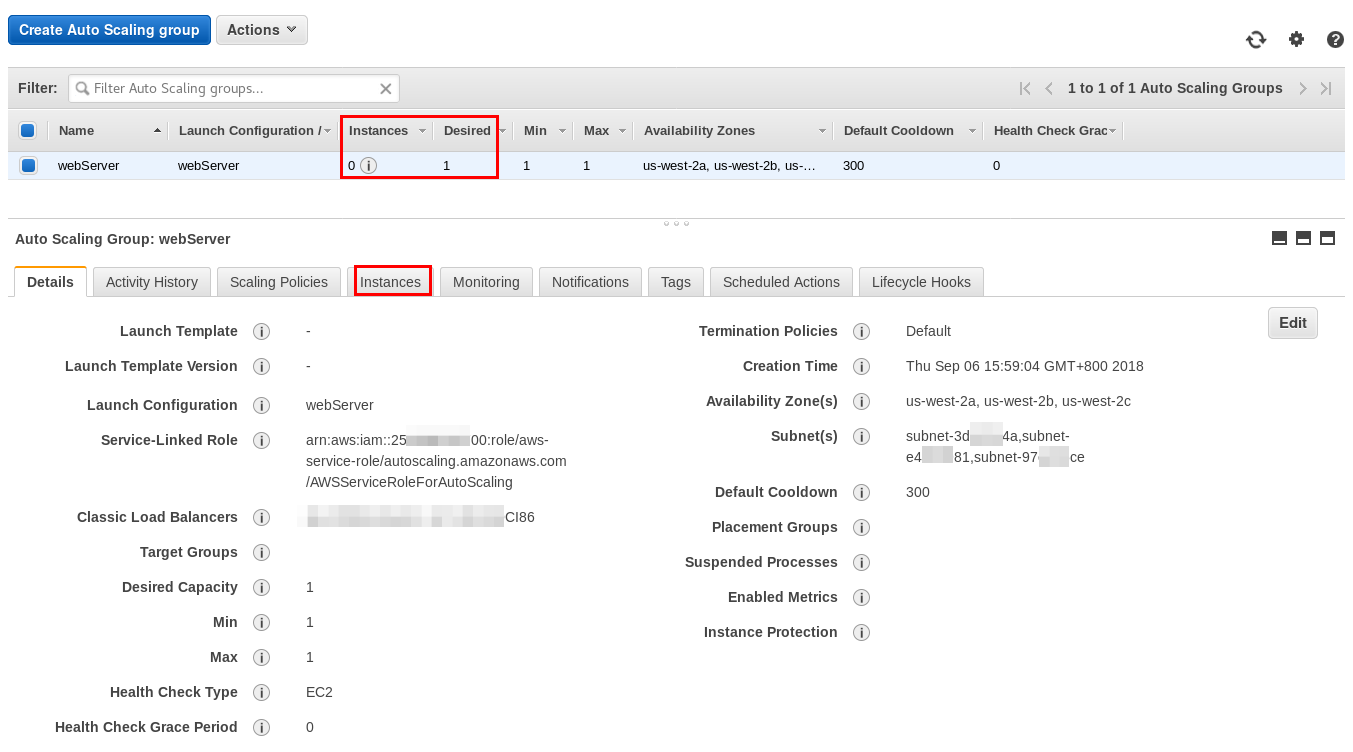 Create Auto Scaling group Actions
Filter: Filter Auto Scaling groups... 1 to 1 of 1 Auto Scaling Groups
Name Launch Configuration / Instances Desired Min Max Availability Zones Default Cooldown Health Check Grac
webServer webServer 0 1 1 1 us-west-2a, us-west-2b, us-… 300 0
Auto Scaling Group: webServer
Details Activity History Scaling Policies Instances Monitoring Notifications Tags Scheduled Actions Lifecycle Hooks
Edit
Launch Template -
Launch Template Version -
Launch Configuration webServer
Service-Linked Role arn:aws:iam::25 00:role/aws-
service-role/autoscaling.amazonaws.com
/AWSServiceRoleForAutoScaling
Classic Load Balancers CI86
Target Groups
Desired Capacity 1
Min 1
Max 1
Health Check Type EC2
Health Check Grace Period 0
Termination Policies Default
Creation Time Thu Sep 06 15:59:04 GMT+800 2018
Availability Zone(s) us-west-2a, us-west-2b, us-west-2c
Subnet(s) subnet-3d 4a,subnet-
e4 81,subnet-97 ce
Default Cooldown 300
Placement Groups
Suspended Processes
Enabled Metrics
Instance Protection